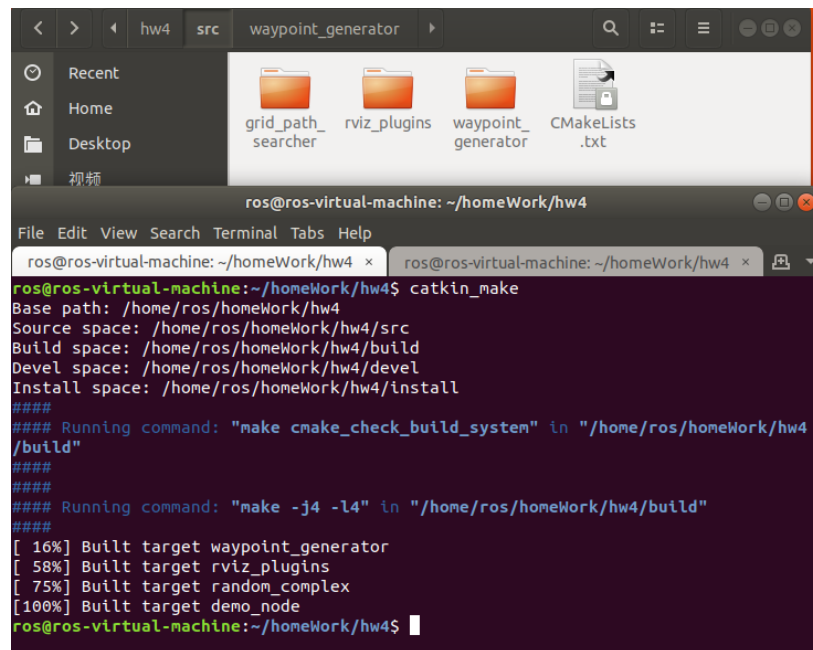 hw4 src waypoint_generator
Recent
Home
Desktop
视频
grid_path_
searcher
rviz_plugins
waypoint_
generator
CMakeLists
.txt
ros@ros-virtual-machine: ~/homeWork/hw4
File Edit View Search Terminal Tabs Help
ros@ros-virtual-machine: ~/homeWork/hw4 × ros@ros-virtual-machine: ~/homeWork/hw4 ×
ros@ros-virtual-machine:~/homeWork/hw4$ catkin_make
Base path: /home/ros/homeWork/hw4
Source space: /home/ros/homeWork/hw4/src
Build space: /home/ros/homeWork/hw4/build
Devel space: /home/ros/homeWork/hw4/devel
Install space: /home/ros/homeWork/hw4/install
####
#### Running command: "make cmake_check_build_system" in "/home/ros/homeWork/hw4
/build"
####
####
#### Running command: "make -j4 -l4" in "/home/ros/homeWork/hw4/build"
####
[ 16%] Built target waypoint_generator
[ 58%] Built target rviz_plugins
[ 75%] Built target random_complex
[100%] Built target demo_node
ros@ros-virtual-machine:~/homeWork/hw4$